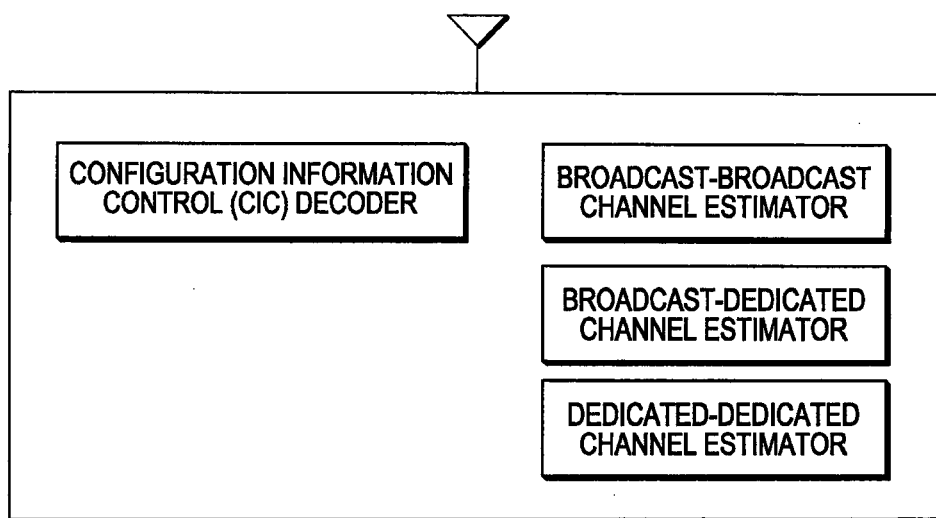 CONFIGURATION INFORMATION
CONTROL (CIC) DECODER
BROADCAST-BROADCAST
CHANNEL ESTIMATOR
BROADCAST-DEDICATED
CHANNEL ESTIMATOR
DEDICATED-DEDICATED
CHANNEL ESTIMATOR